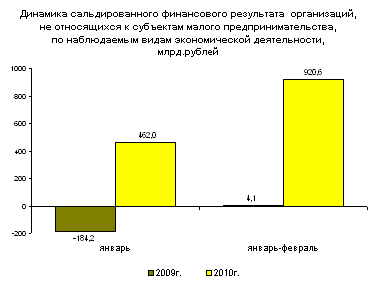 Динамика сальдированного финансового результата организаций,
не относящихся к субъектам малого предпринимательства,
по наблюдаемым видам экономической деятельности,
млрд.рублей
1000
920,6
800
600
462,0
400
200
4,1
0
-184,2
-200
январь январь-февраль
2009г. 2010г.